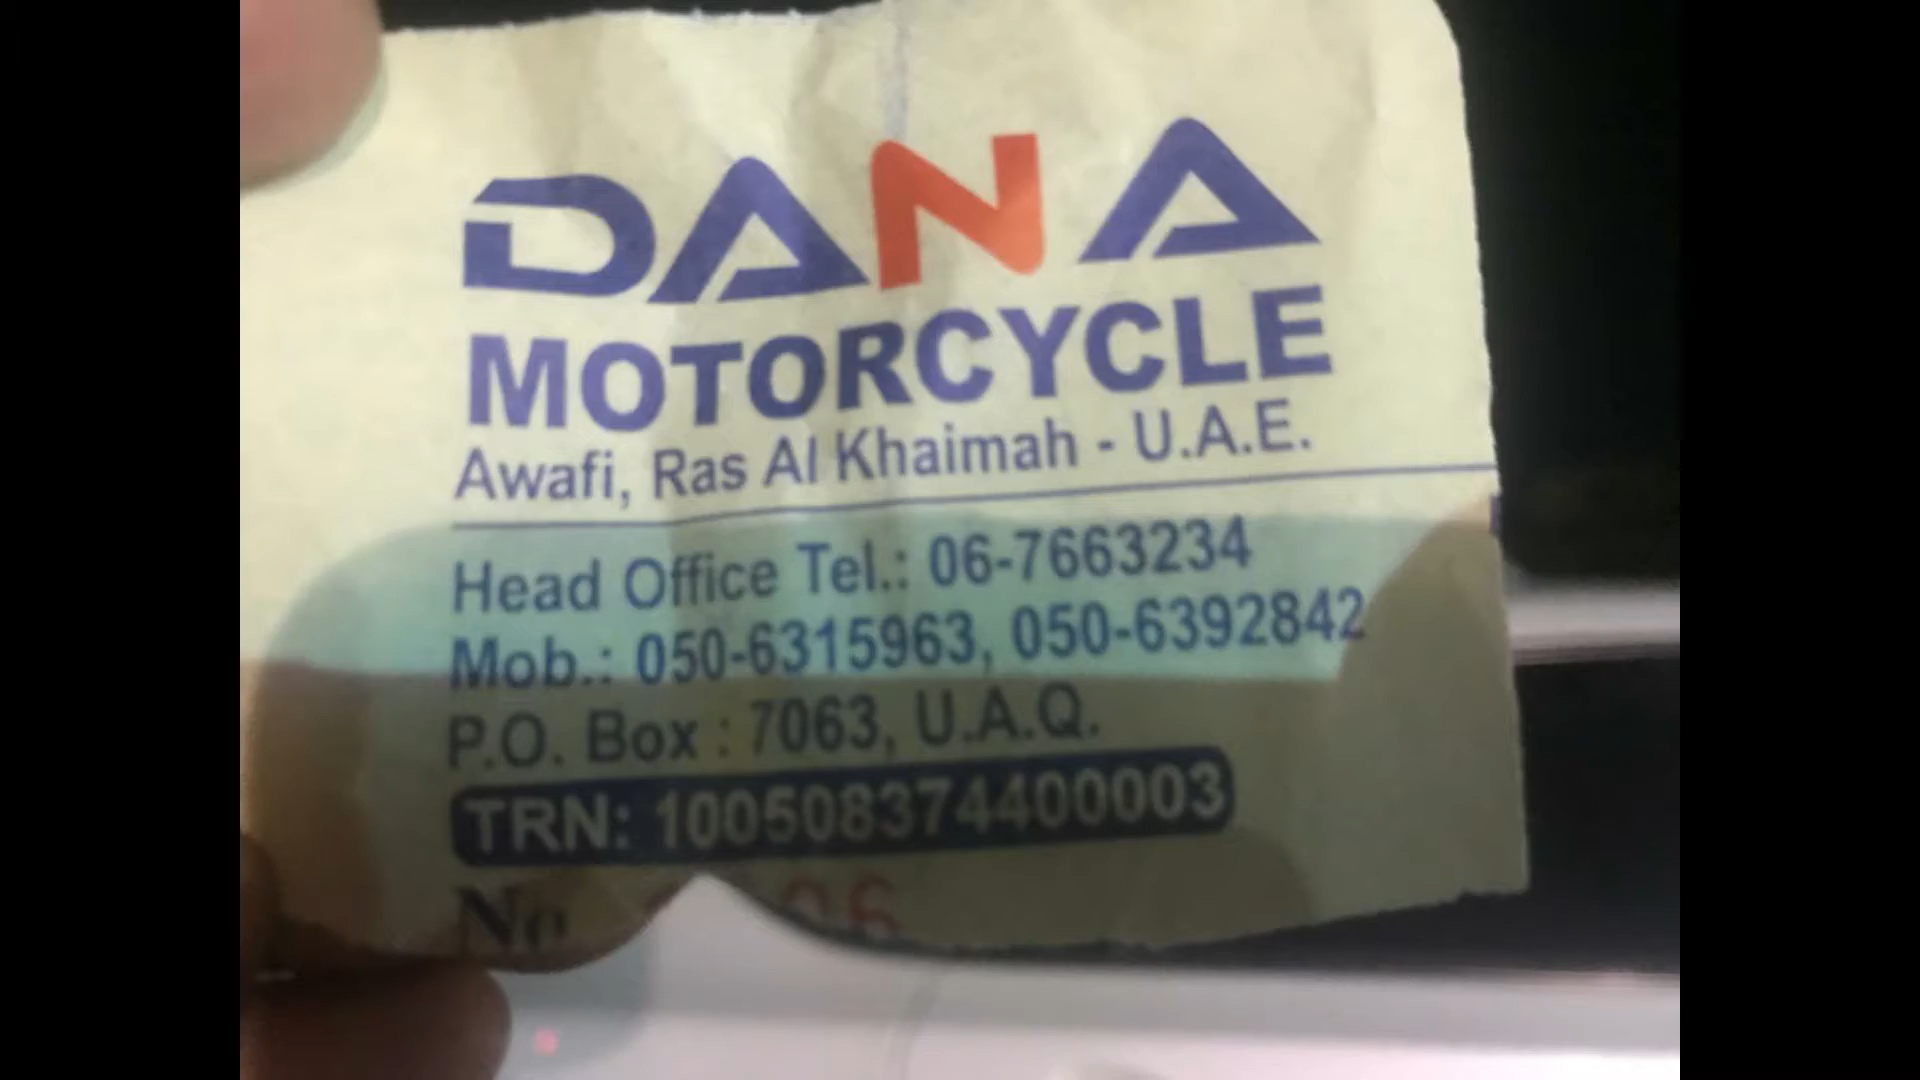 DANA
MOTORCYCLE
Awafi, Ras Al Khaimah - U.A.E.
Head Office Tel.: 06-7663234
Mob.: 050-6315963, 050-6392842
P.O. Box : 7063, U.A.Q.
TRN: 100508374400003
No